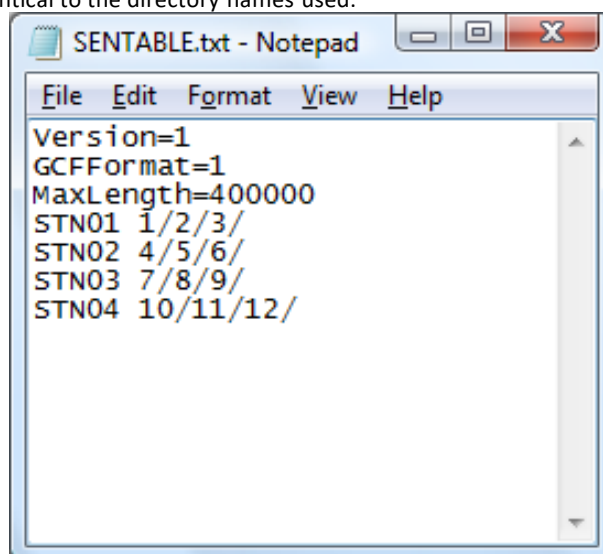 ntical to the directory names used.
SENTABLE.txt - Notepad
File Edit Format View Help
Version=1
GCFFormat=1
MaxLength=400000
STN01 1/2/3/
STN02 4/5/6/
STN03 7/8/9/
STN04 10/11/12/